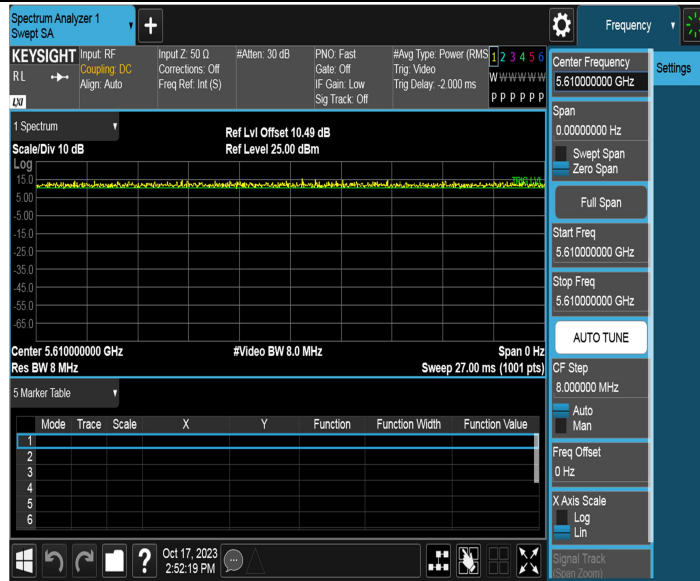 Spectrum Analyzer 1
Swept SA
+
Frequency
KEYSIGHT
RL
LXI
Input: RF
Coupling: DC
Align: Auto
Input Z: 50 Ω
Corrections: Off
Freq Ref: Int (S)
#Atten: 30 dB
PNO: Fast
Gate: Off
IF Gain: Low
Sig Track: Off
#Avg Type: Power (RMS
Trig: Video
Trig Delay: -2.000 ms
1 2 3 4 5 6
W W W W W W
P P P P P P
1 Spectrum
Scale/Div 10 dB
Ref Lvl Offset 10.49 dB
Ref Level 25.00 dBm
Log
15.0
5.00
-5.00
-15.0
-25.0
-35.0
-45.0
-55.0
-65.0
TRIG LVL
Center 5.610000000 GHz
#Video BW 8.0 MHz
Span 0 Hz
Res BW 8 MHz
Sweep 27.00 ms (1001 pts)
5 Marker Table
Mode Trace Scale X Y Function Function Width Function Value
1
2
3
4
5
6
Oct 17, 2023
2:52:19 PM
Center Frequency
5.610000000 GHz
Settings
Span
0.00000000 Hz
Swept Span
Zero Span
Full Span
Start Freq
5.610000000 GHz
Stop Freq
5.610000000 GHz
AUTO TUNE
CF Step
8.000000 MHz
Auto
Man
Freq Offset
0 Hz
X Axis Scale
Log
Lin
Signal Track
(Span Zoom)